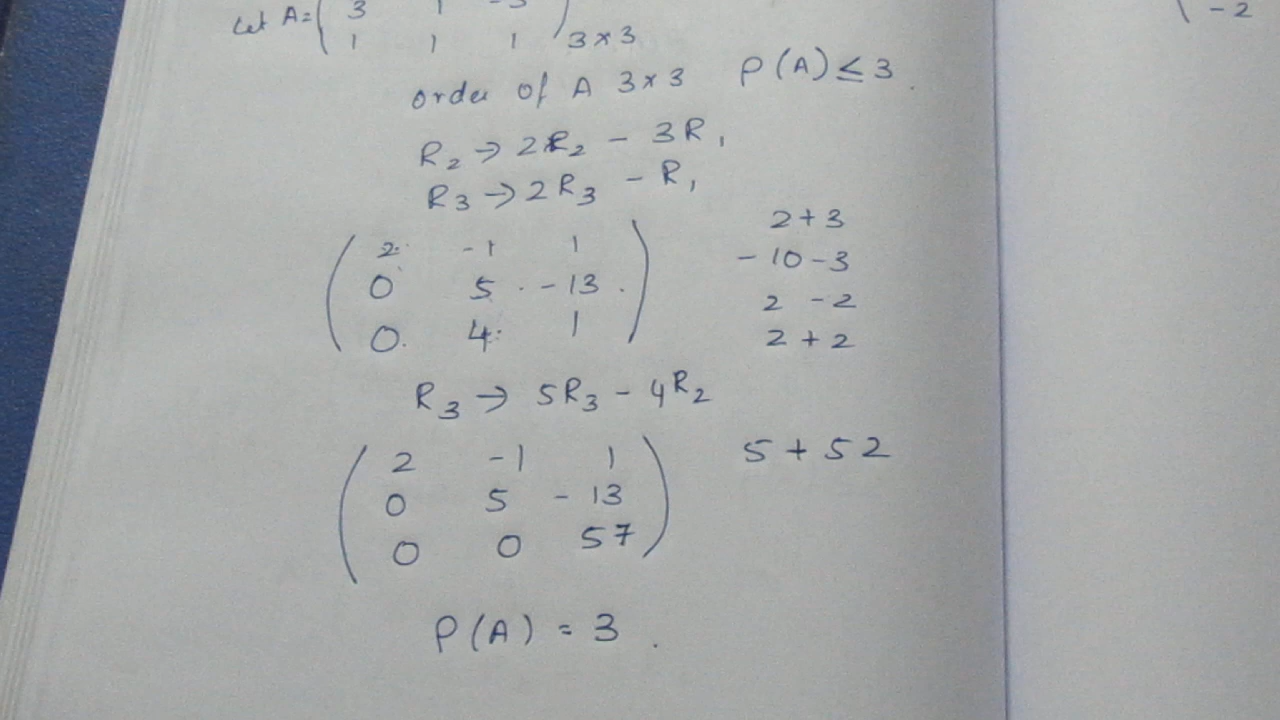 Let A = ( 3 1 -5 )
( 1 1 1 ) 3×3
order of A 3×3 ρ(A) ≤ 3.
R₂ → 2R₂ - 3R₁
R₃ → 2R₃ - R₁
2 -1 1
0 5 -13
0 4 1
2 + 3
- 10 - 3
2 - 2
2 + 2
R₃ → 5R₃ - 4R₂
2 -1 1
0 5 -13
0 0 57
5 + 52
ρ(A) = 3.
-2